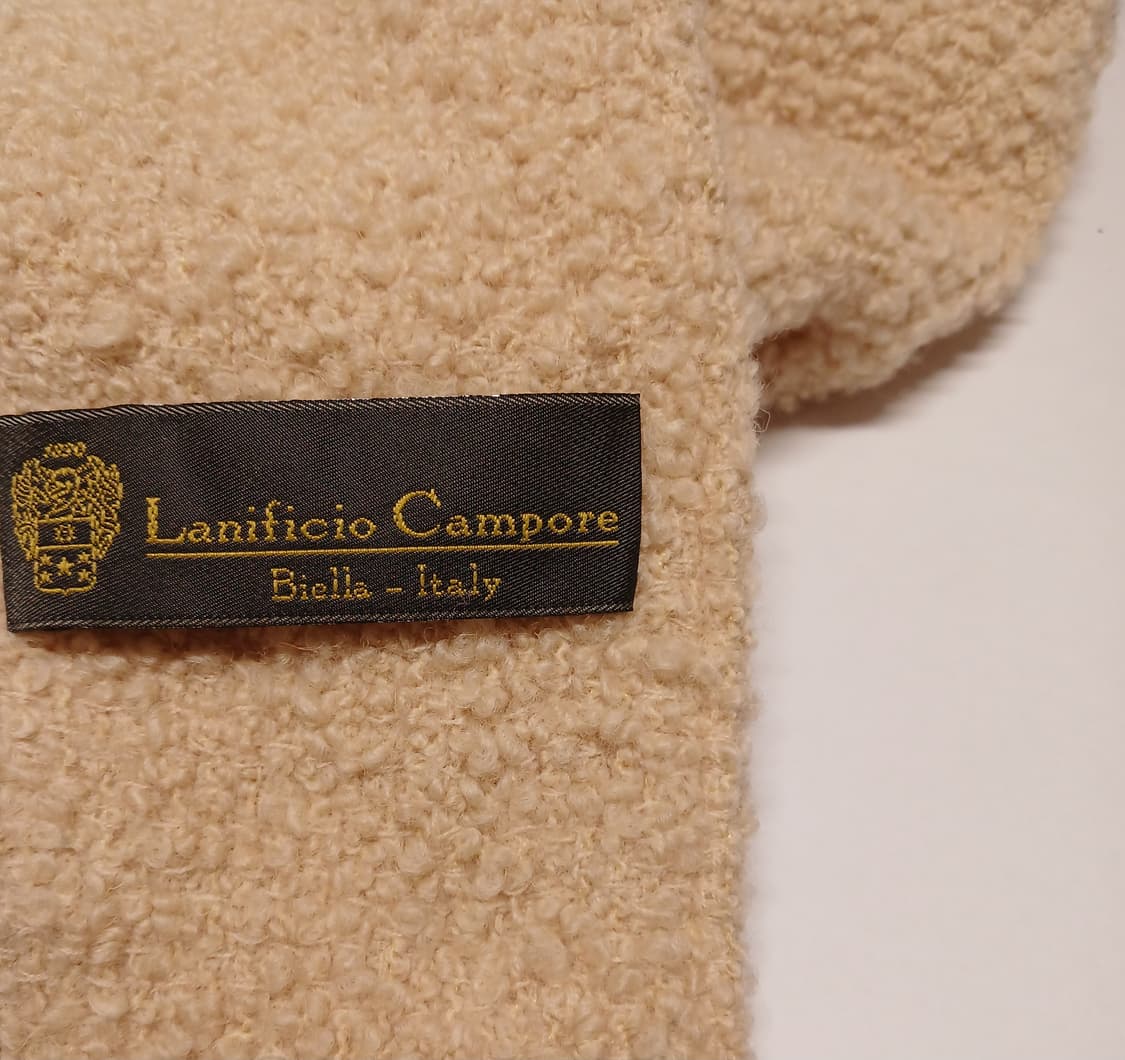 Lanificio Campore
Biella - Italy